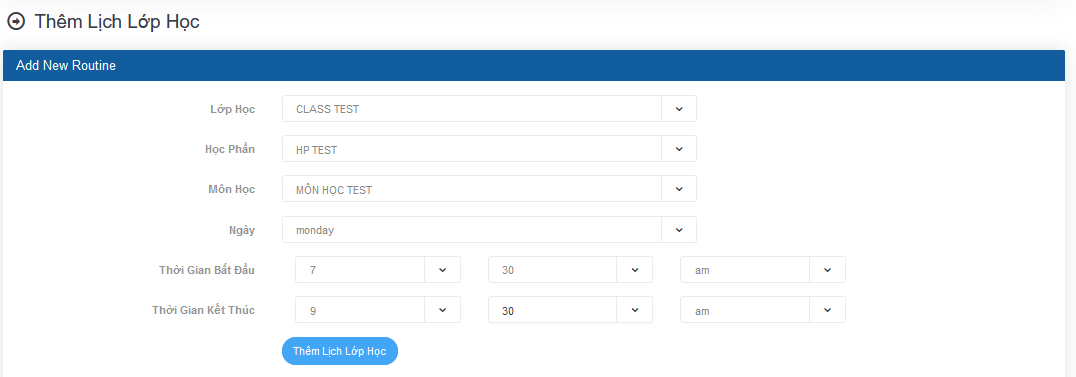 Thêm Lịch Lớp Học
Add New Routine
Lớp Học CLASS TEST
Học Phần HP TEST
Môn Học MÔN HỌC TEST
Ngày monday
Thời Gian Bắt Đầu 7 30 am
Thời Gian Kết Thúc 9 30 am
Thêm Lịch Lớp Học